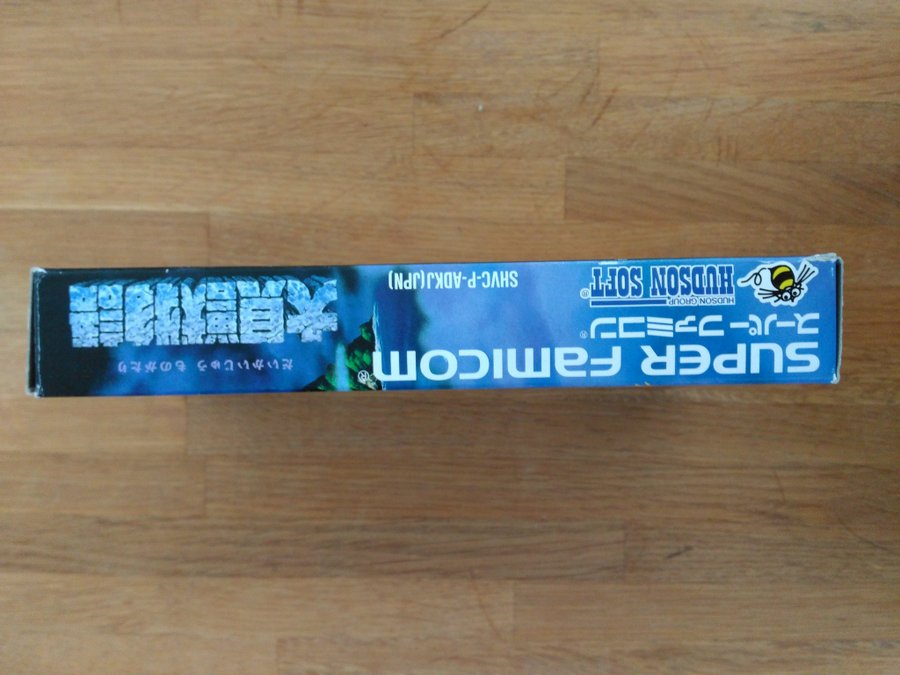 SUPER FAMICOM®
スーパーファミコン®
HUDSON GROUP
HUDSON SOFT®
SHVC-P-ADKJ(JPN)
だいかいじゅう ものがたり
大貝獣物語